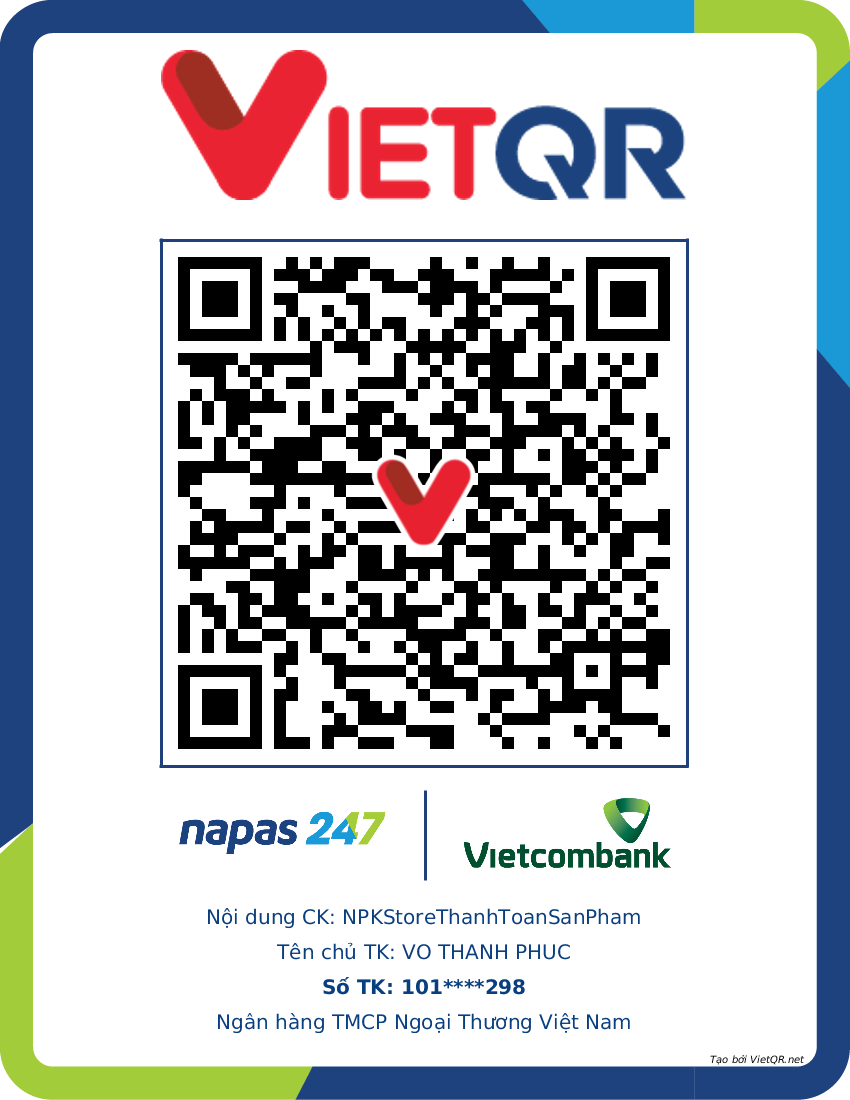 VIETQR
napas 247
Vietcombank
Nội dung CK: NPKStoreThanhToanSanPham
Tên chủ TK: VO THANH PHUC
Số TK: 101****298
Ngân hàng TMCP Ngoại Thương Việt Nam
Tạo bởi VietQR.net